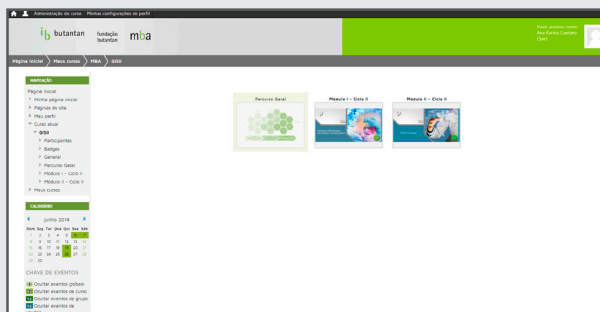 Administração do curso Minhas configurações de perfil
butantan
fundação
butantan
mba
Você acessou como:
Ana Karina Caetano
(Sair)
Página inicial
Meus cursos
MBA
GISII
NAVEGAÇÃO
Página inicial
Minha página inicial
Páginas do site
Meu perfil
Curso atual
GISII
Participantes
Badges
General
Percurso Geral
Módulo I - Ciclo II
Módulo II - Ciclo II
Meus cursos
Percurso Geral
Módulo I - Ciclo II
Módulo II - Ciclo II
CALENDÁRIO
junho 2014
Dom Seg Ter Qua Qui Sex Sáb
1 2 3 4 5 6 7
8 9 10 11 12 13 14
15 16 17 18 19 20 21
22 23 24 25 26 27 28
29 30
CHAVE DE EVENTOS
Ocultar eventos globais
Ocultar eventos de curso
Ocultar eventos de grupo
Ocultar eventos de